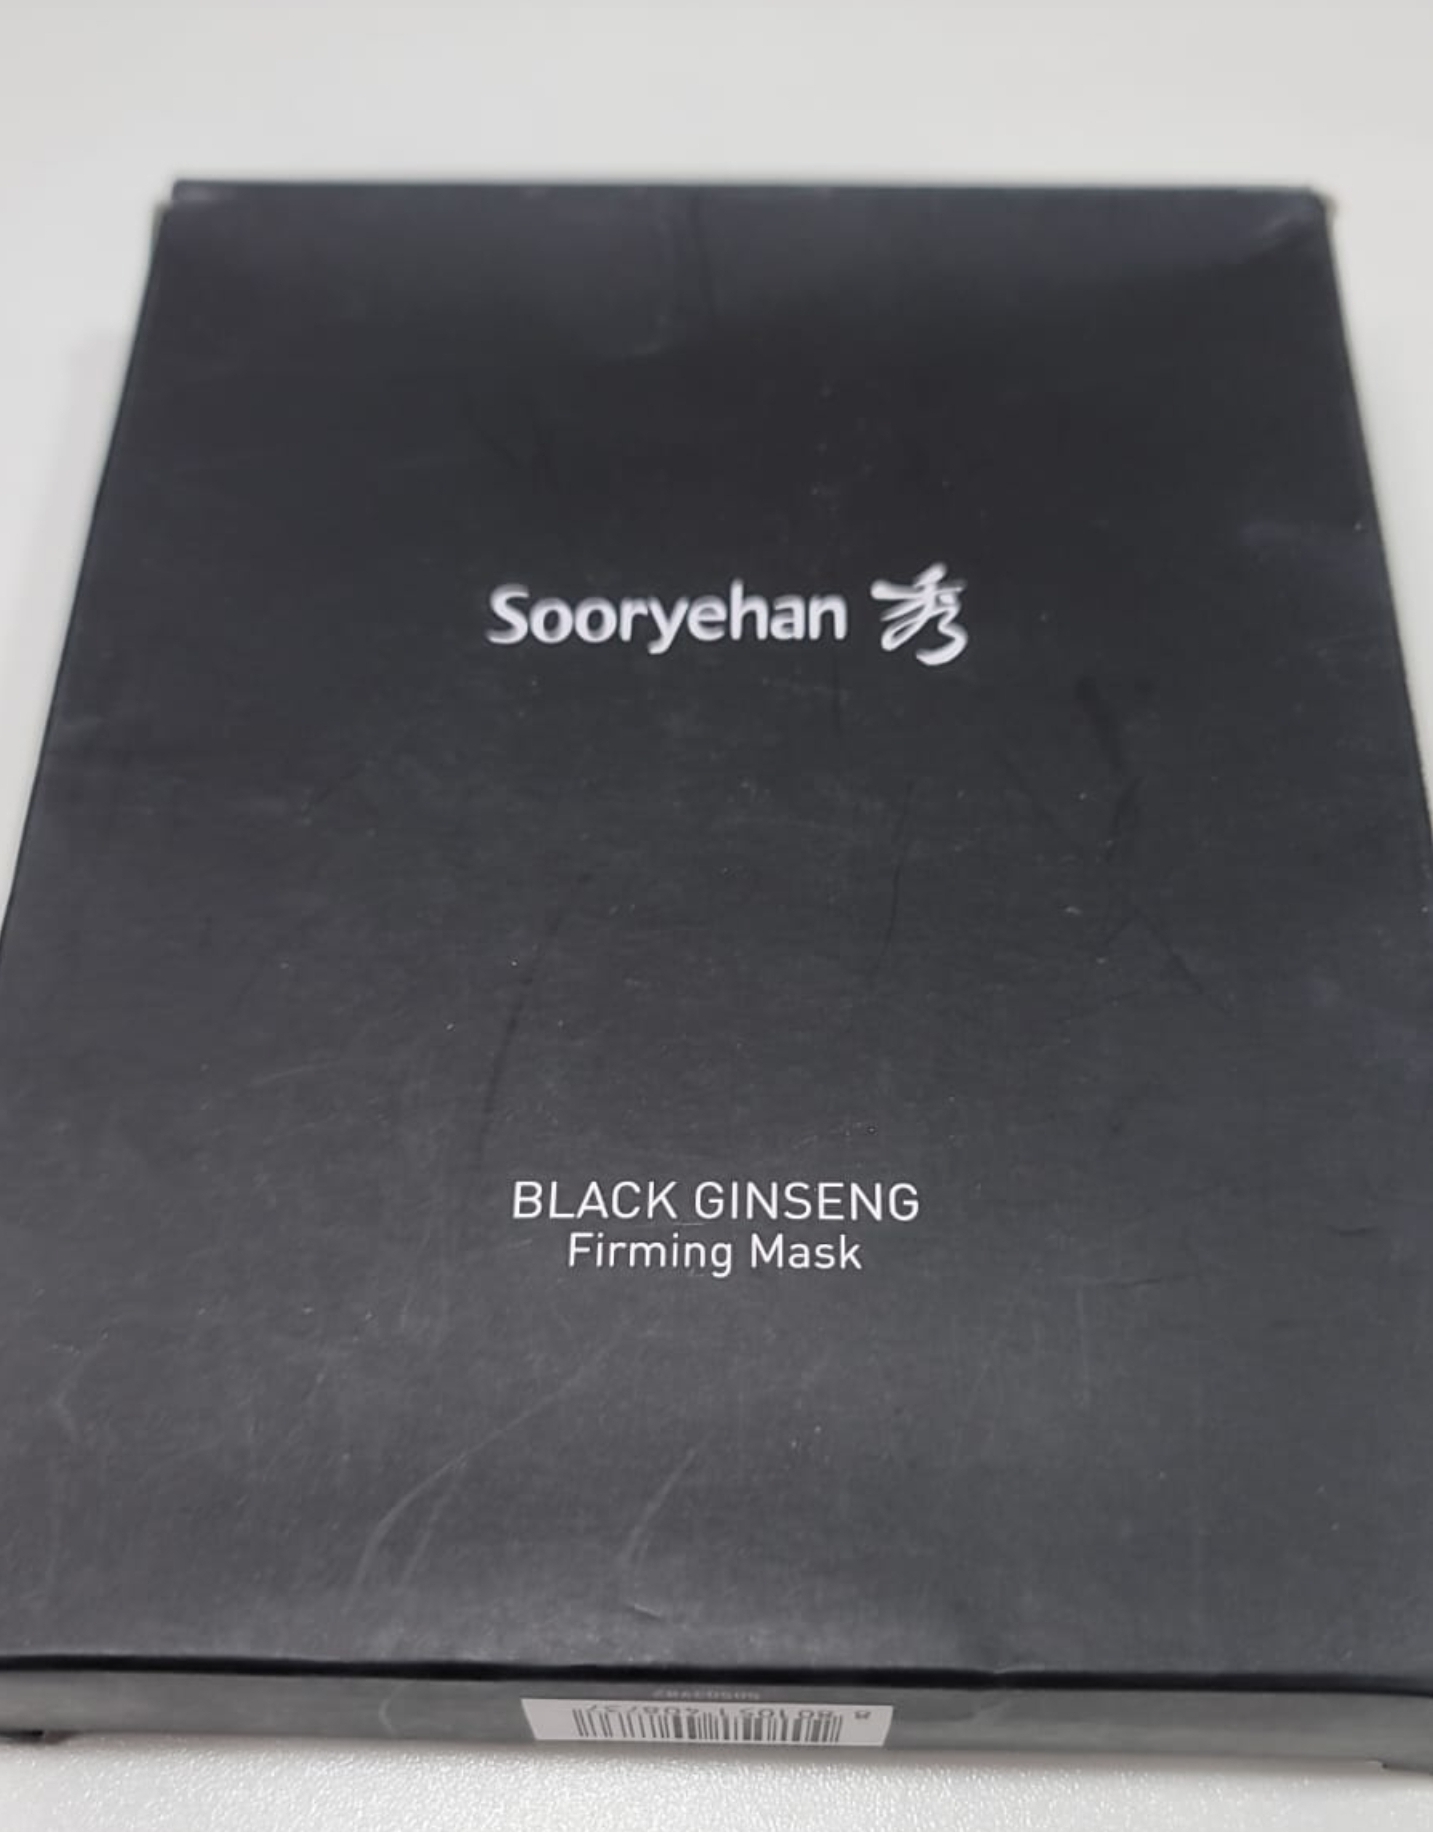 Sooryehan 秀
BLACK GINSENG
Firming Mask